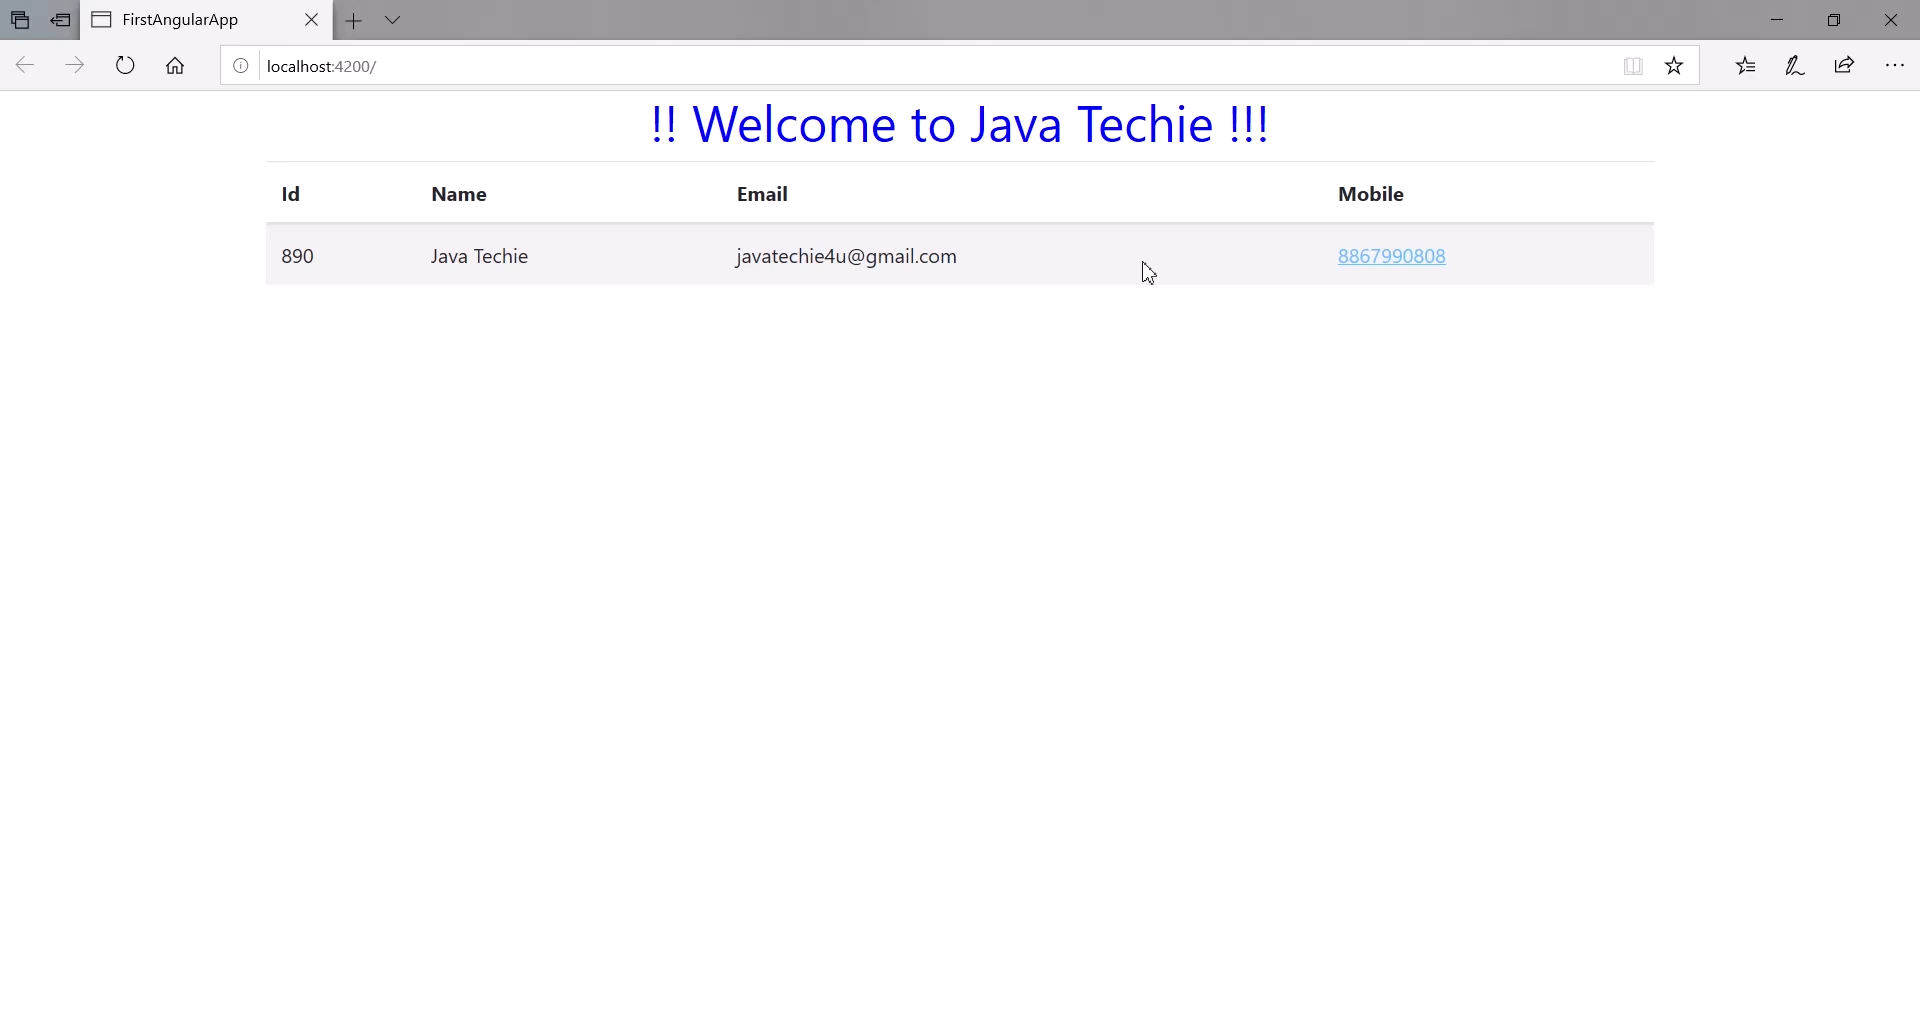 FirstAngularApp
localhost:4200/
!! Welcome to Java Techie !!!
Id Name Email Mobile
890 Java Techie javatechie4u@gmail.com 8867990808